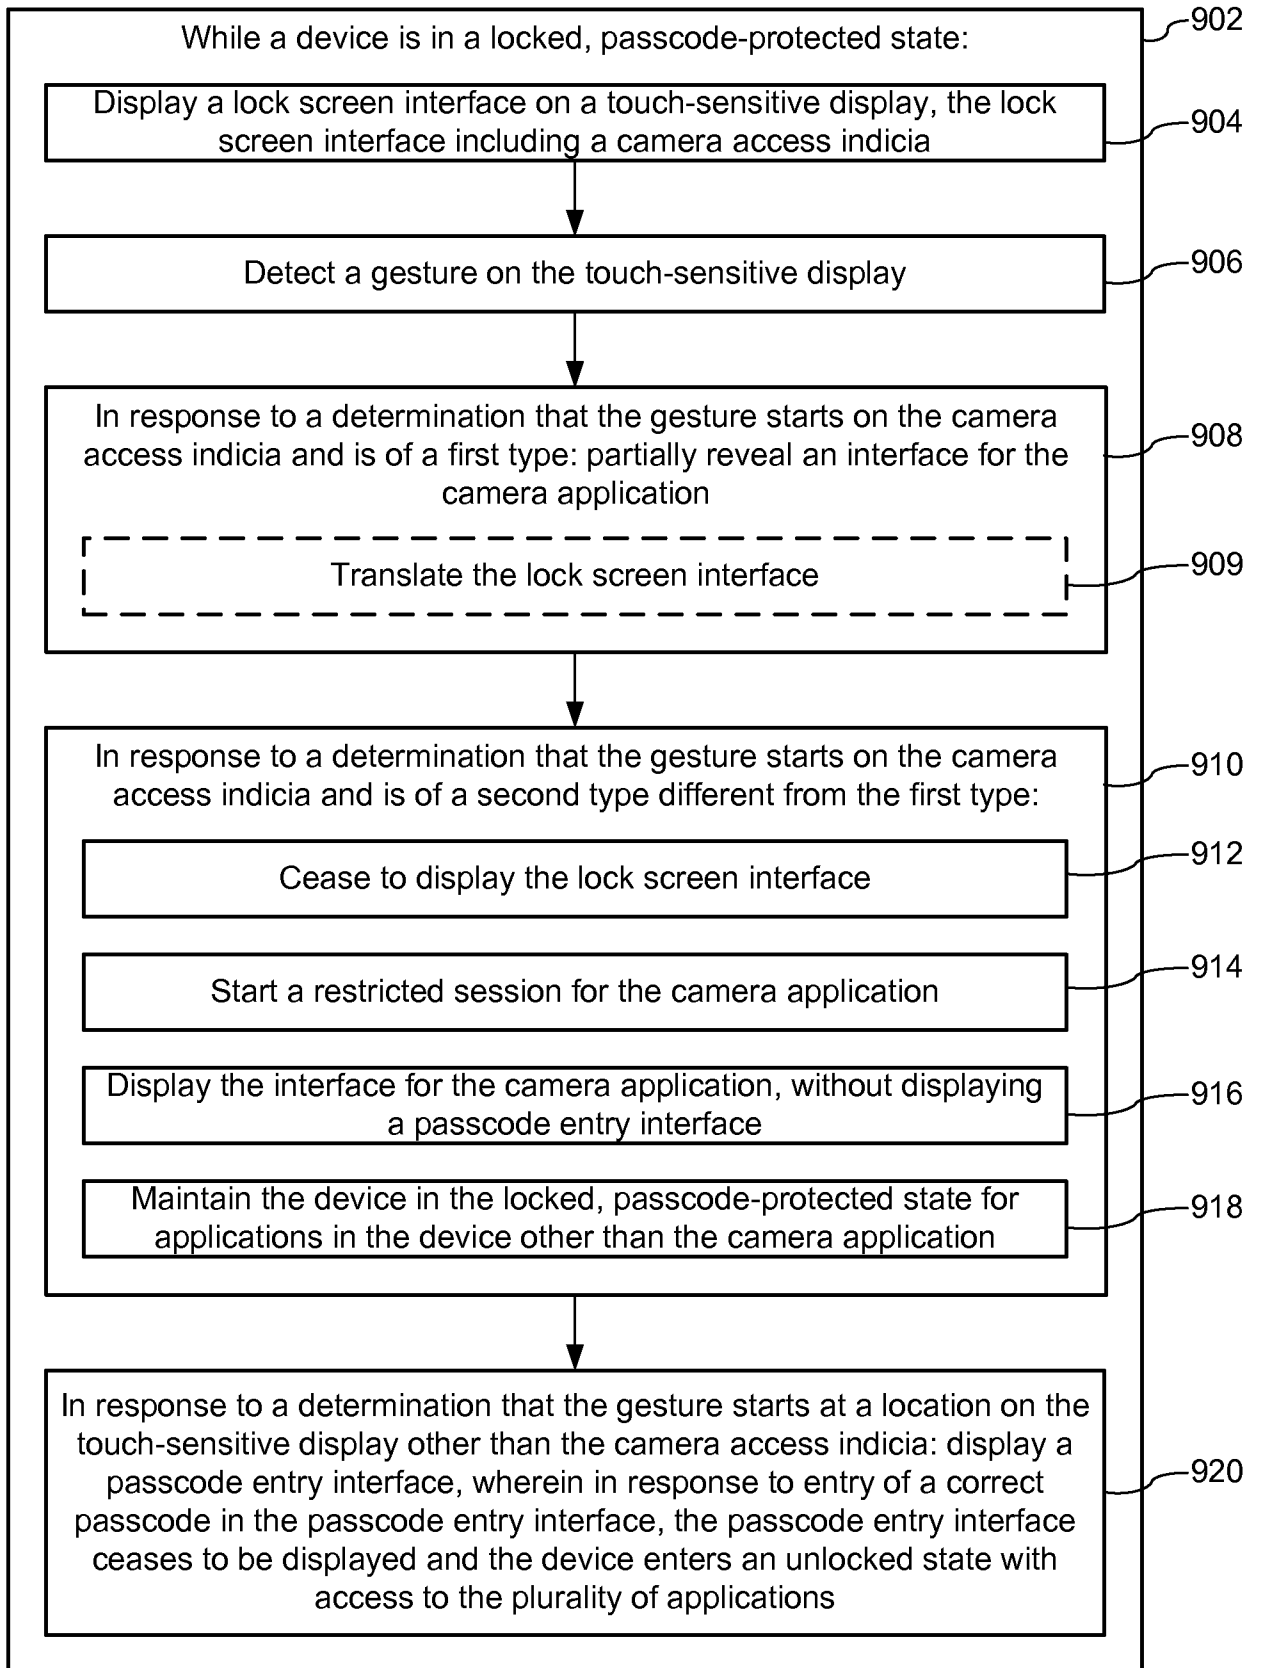 While a device is in a locked, passcode-protected state:
902
Display a lock screen interface on a touch-sensitive display, the lock
screen interface including a camera access indicia
904
Detect a gesture on the touch-sensitive display
906
In response to a determination that the gesture starts on the camera
access indicia and is of a first type: partially reveal an interface for the
camera application
908
Translate the lock screen interface
909
In response to a determination that the gesture starts on the camera
access indicia and is of a second type different from the first type:
910
Cease to display the lock screen interface
912
Start a restricted session for the camera application
914
Display the interface for the camera application, without displaying
a passcode entry interface
916
Maintain the device in the locked, passcode-protected state for
applications in the device other than the camera application
918
In response to a determination that the gesture starts at a location on the
touch-sensitive display other than the camera access indicia: display a
passcode entry interface, wherein in response to entry of a correct
passcode in the passcode entry interface, the passcode entry interface
ceases to be displayed and the device enters an unlocked state with
access to the plurality of applications
920